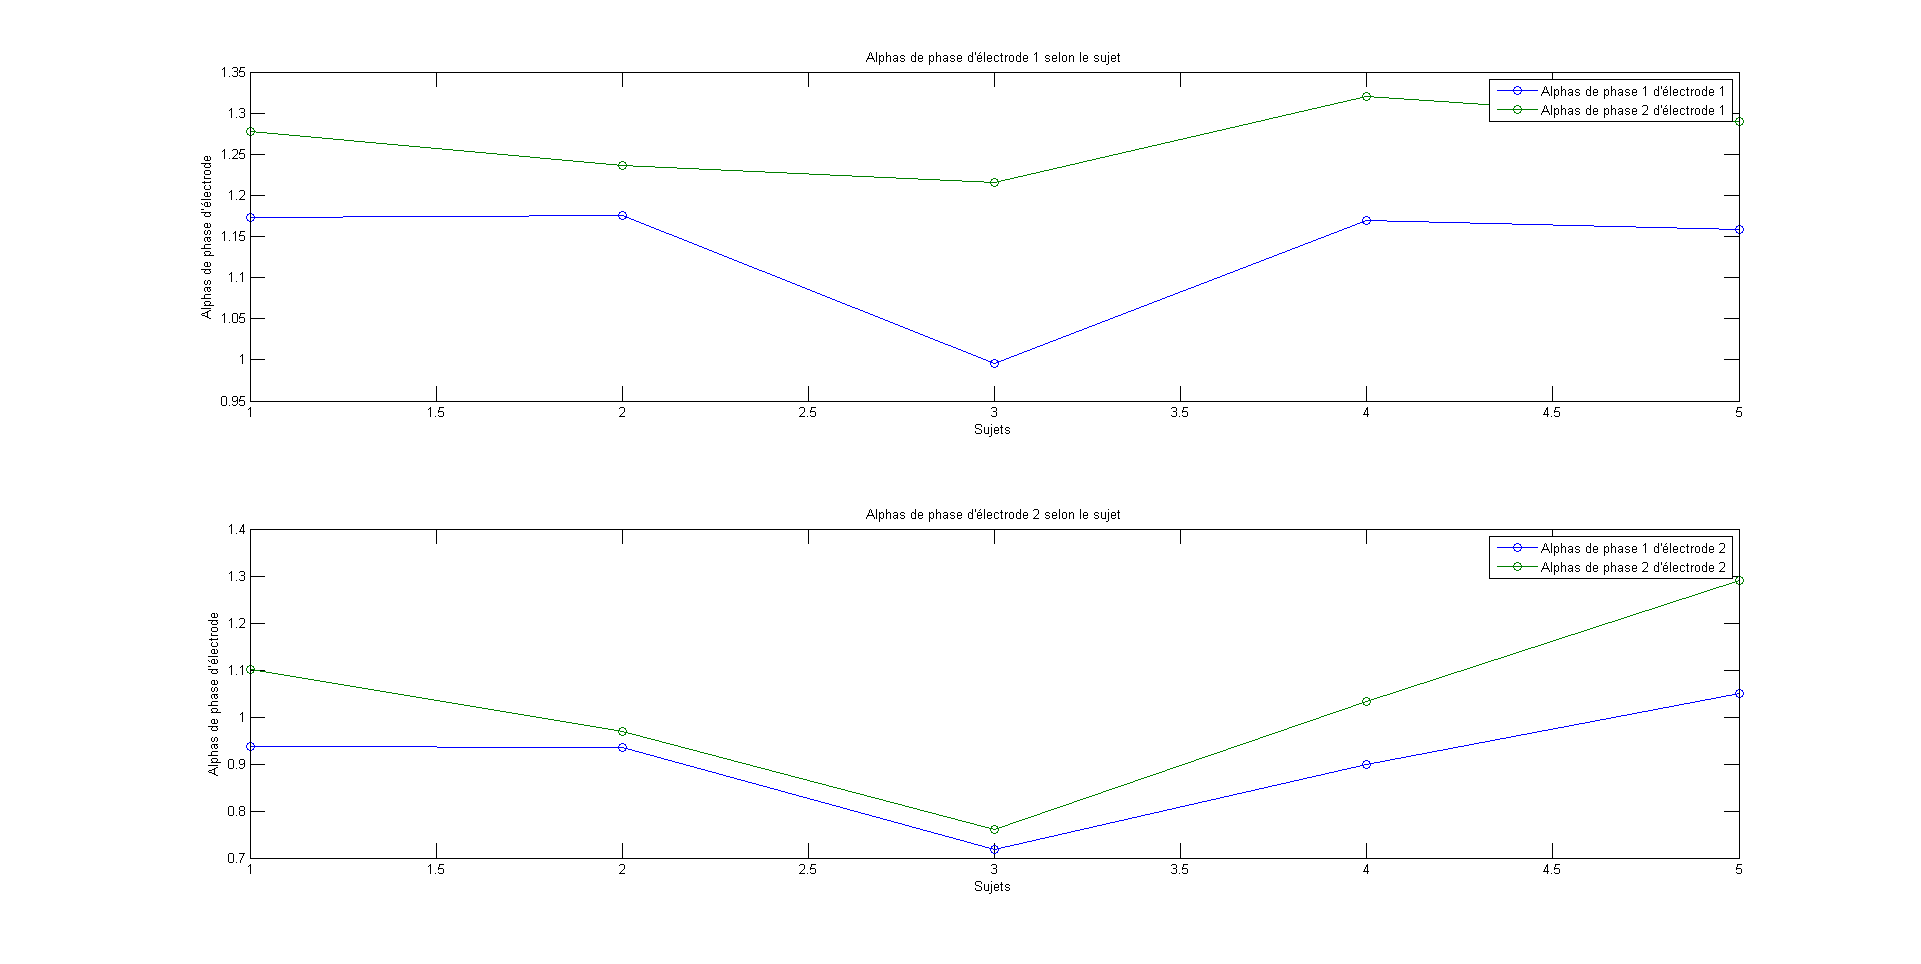 Alphas de phase d'électrode 1 selon le sujet
Alphas de phase 1 d'électrode 1
Alphas de phase 2 d'électrode 1
Alphas de phase d'électrode
1.35
1.3
1.25
1.2
1.15
1.1
1.05
1
0.95
1 1.5 2 2.5 3 3.5 4 4.5 5
Sujets
Alphas de phase d'électrode 2 selon le sujet
Alphas de phase 1 d'électrode 2
Alphas de phase 2 d'électrode 2
Alphas de phase d'électrode
1.4
1.3
1.2
1.1
1
0.9
0.8
0.7
1 1.5 2 2.5 3 3.5 4 4.5 5
Sujets